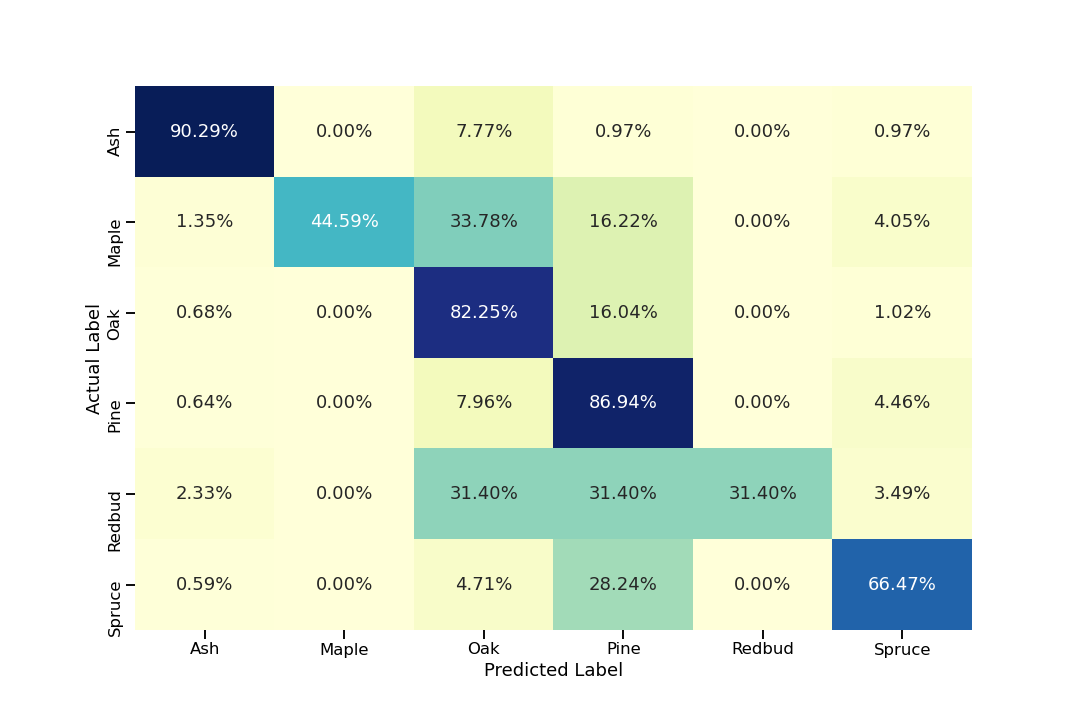 Actual Label
Ash 90.29% 0.00% 7.77% 0.97% 0.00% 0.97%
Maple 1.35% 44.59% 33.78% 16.22% 0.00% 4.05%
Oak 0.68% 0.00% 82.25% 16.04% 0.00% 1.02%
Pine 0.64% 0.00% 7.96% 86.94% 0.00% 4.46%
Redbud 2.33% 0.00% 31.40% 31.40% 31.40% 3.49%
Spruce 0.59% 0.00% 4.71% 28.24% 0.00% 66.47%
Ash Maple Oak Pine Redbud Spruce
Predicted Label